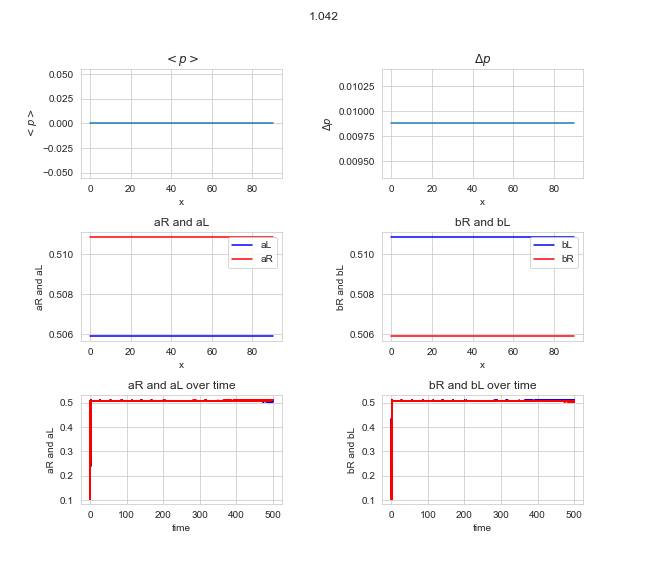 1.042
< p >
Δp
0.050
0.025
0.000
−0.025
−0.050
< p >
0 20 40 60 80
x
0.01025
0.01000
0.00975
0.00950
Δp
0 20 40 60 80
x
aR and aL
bR and bL
0.510
0.508
0.506
aR and aL
aL
aR
0 20 40 60 80
x
0.510
0.508
0.506
bR and bL
bL
bR
0 20 40 60 80
x
aR and aL over time
bR and bL over time
0.5
0.4
0.3
0.2
0.1
aR and aL
0 100 200 300 400 500
time
0.5
0.4
0.3
0.2
0.1
bR and bL
0 100 200 300 400 500
time